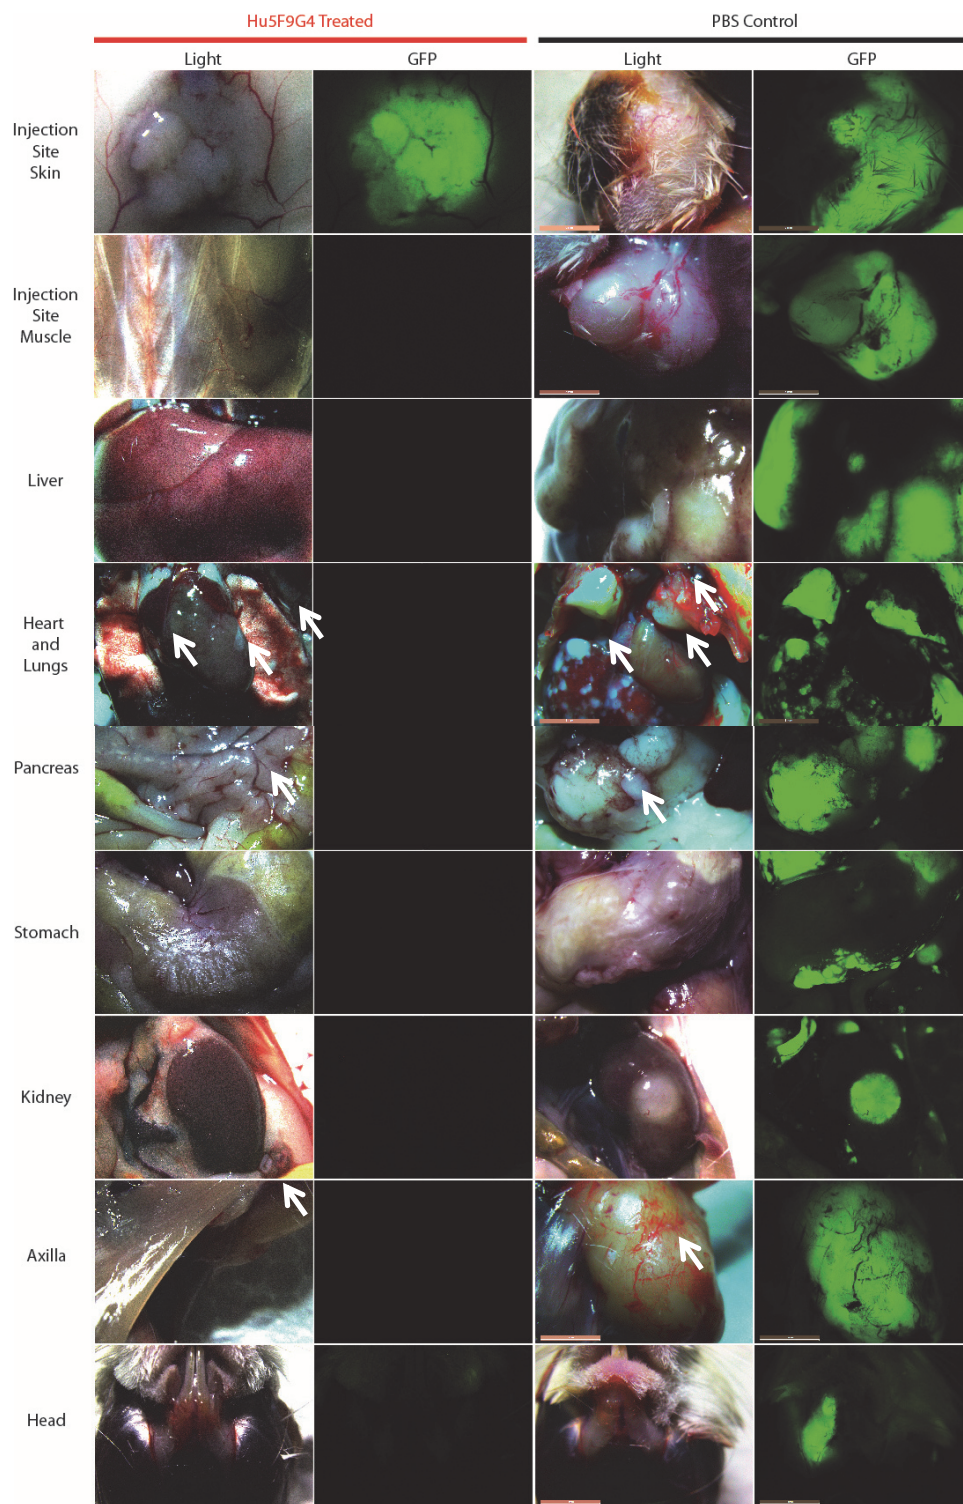 Hu5F9G4 Treated
PBS Control
Light
GFP
Light
GFP
Injection
Site
Skin
Injection
Site
Muscle
Liver
Heart
and
Lungs
Pancreas
Stomach
Kidney
Axilla
Head